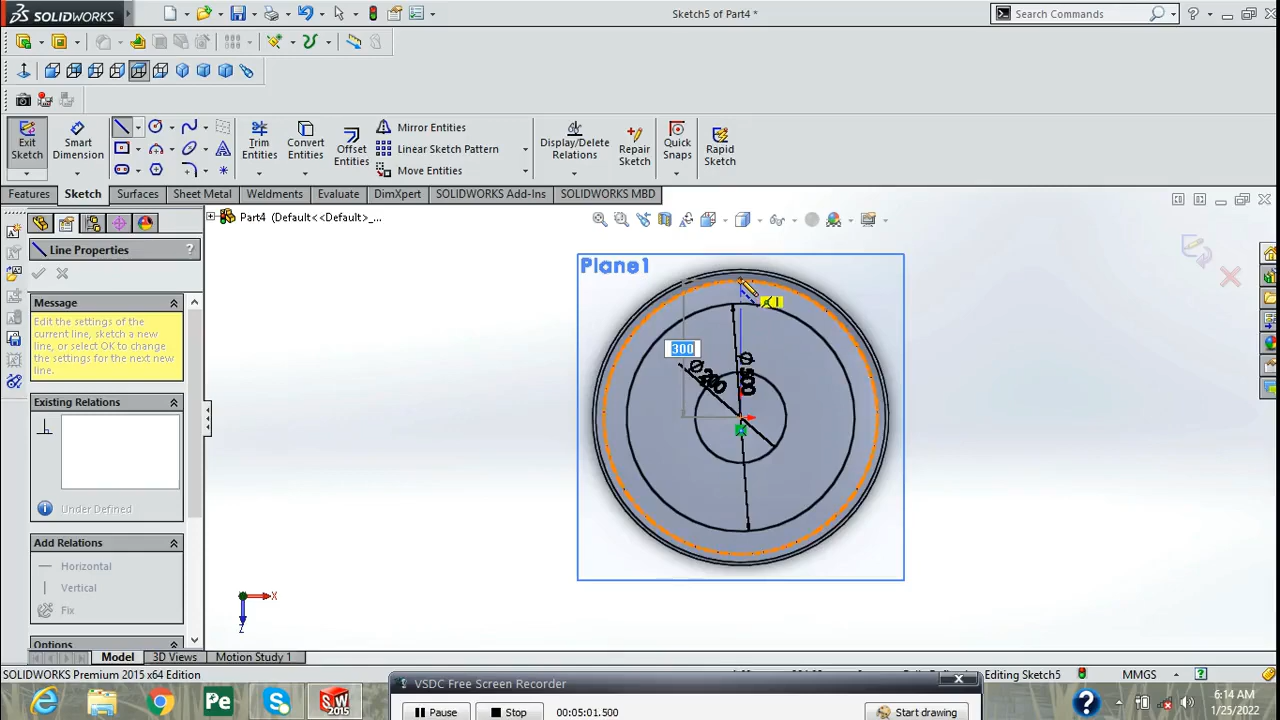 SOLIDWORKS
Sketch5 of Part4 *
Search Commands
Exit Sketch
Smart Dimension
Trim Entities
Convert Entities
Offset Entities
Mirror Entities
Linear Sketch Pattern
Move Entities
Display/Delete Relations
Repair Sketch
Quick Snaps
Rapid Sketch
Features
Sketch
Surfaces
Sheet Metal
Weldments
Evaluate
DimXpert
SOLIDWORKS Add-Ins
SOLIDWORKS MBD
Part4 (Default<<Default>_...
Line Properties
?
Message
Edit the settings of the
current line, sketch a new
line, or select OK to change
the settings for the next new
line.
Existing Relations
Under Defined
Add Relations
Horizontal
Vertical
Fix
Options
Plane1
300
Ø200
Ø500
X
Z
Model
3D Views
Motion Study 1
SOLIDWORKS Premium 2015 x64 Edition
Editing Sketch5
MMGS
VSDC Free Screen Recorder
Pause
Stop
00:05:01.500
Start drawing
Pe
SW
2015
6:14 AM
1/25/2022